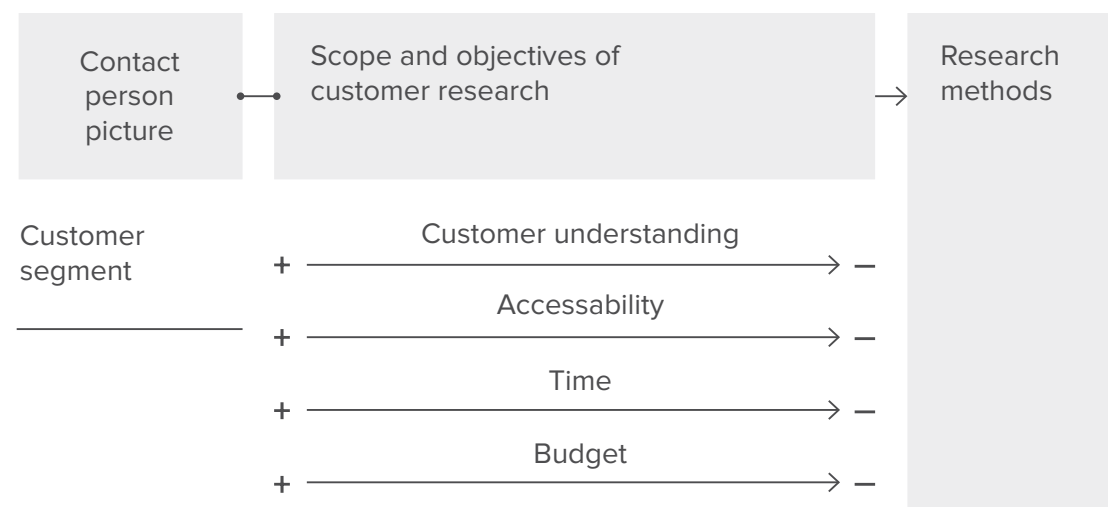 Contact
person
picture
Scope and objectives of
customer research
Research
methods
Customer
segment
Customer understanding
+ –
Accessability
+ –
Time
+ –
Budget
+ –